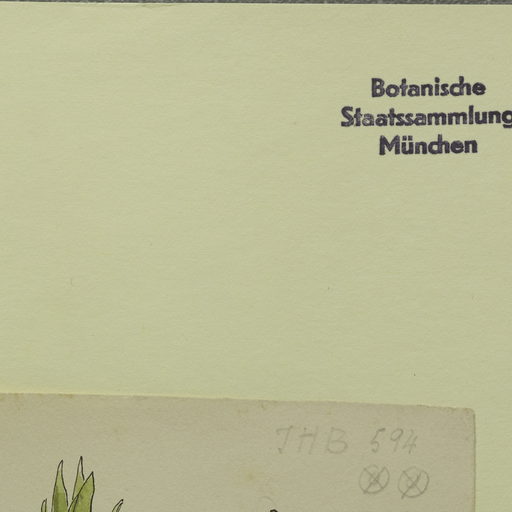 Botanische
Staatssammlung
München
JHB 594